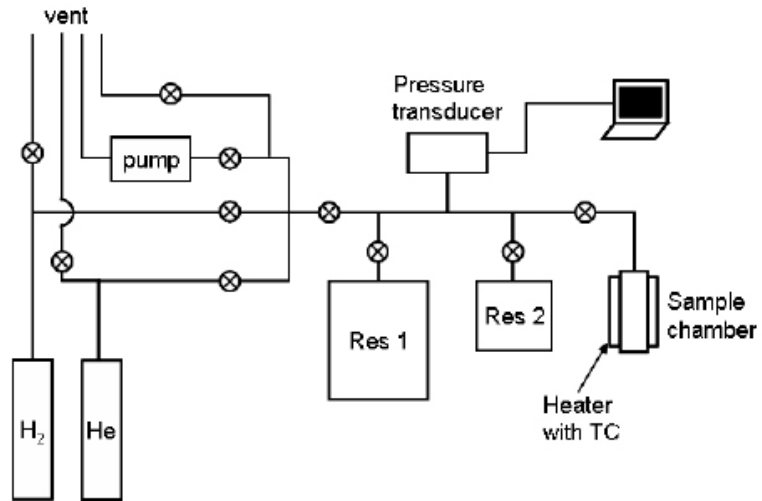 vent
Pressure
transducer
pump
Res 1
Res 2
Sample
chamber
Heater
with TC
H₂
He